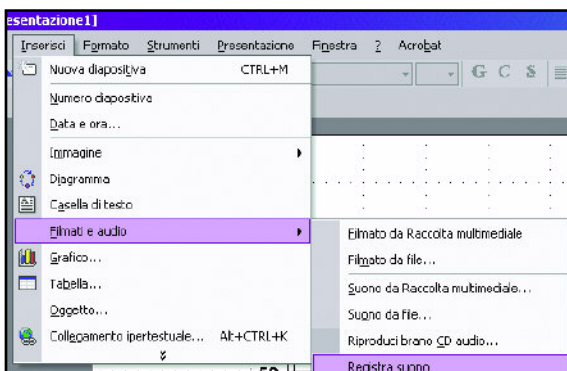 esentazione1]
Inserisci Formato Strumenti Presentazione Finestra ? Acrobat
Nuova diapositiva CTRL+M
G C S
Numero diapositiva
Data e ora...
Immagine
Diagramma
Casella di testo
Filmati e audio
Filmato da Raccolta multimediale
Grafico...
Filmato da file...
Tabella...
Suono da Raccolta multimediale...
Oggetto...
Suono da file...
Collegamento ipertestuale... Alt+CTRL+K
Riproduci brano CD audio...
Registra suono